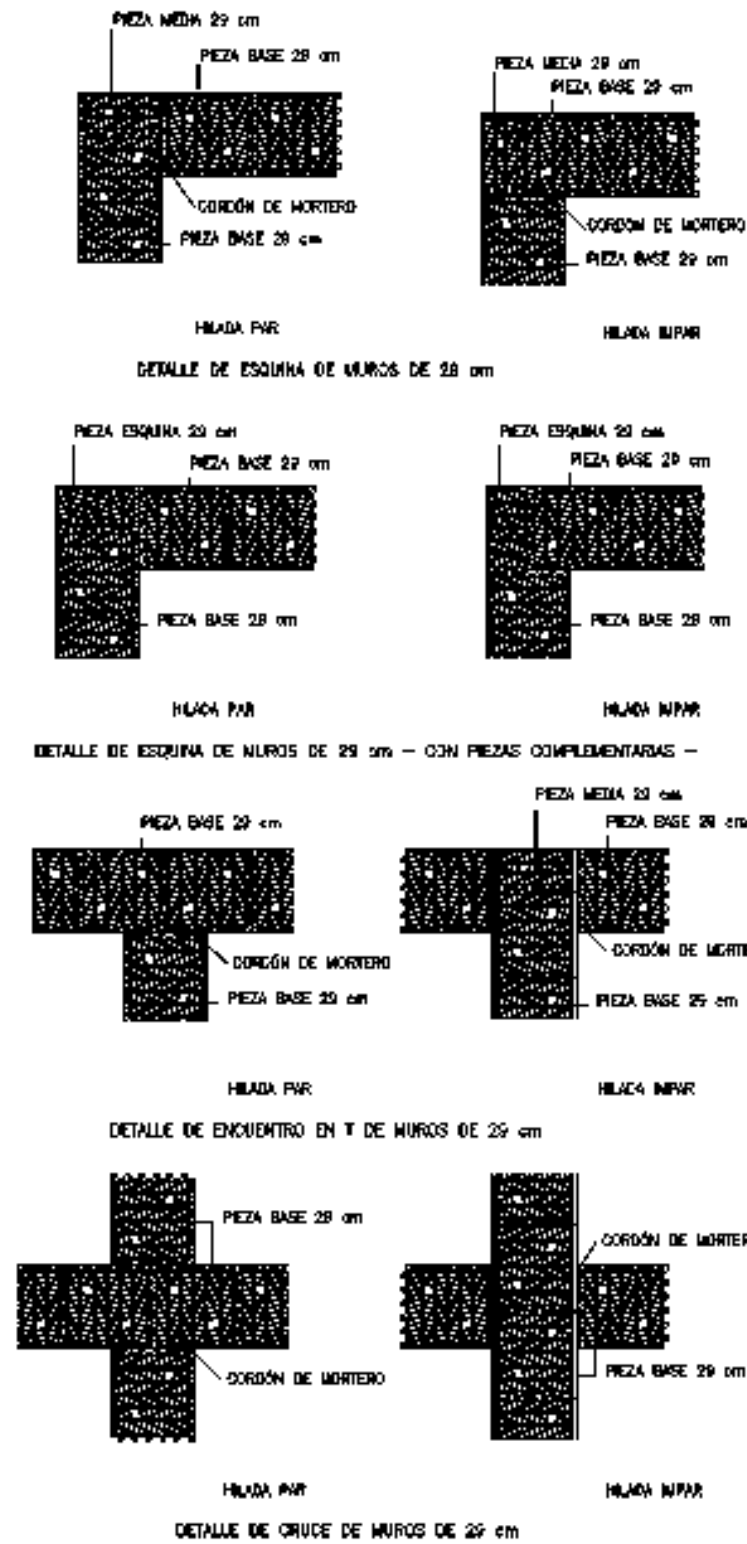 PIEZA MEDIA 29 cm
PIEZA BASE 29 cm
PIEZA MEDIA 29 cm
PIEZA BASE 29 cm
CORDÓN DE MORTERO
PIEZA BASE 29 cm
CORDÓN DE MORTERO
PIEZA BASE 29 cm
HILADA PAR
HILADA IMPAR
DETALLE DE ESQUINA DE MUROS DE 29 cm
PIEZA ESQUINA 29 cm
PIEZA BASE 29 cm
PIEZA ESQUINA 29 cm
PIEZA BASE 29 cm
PIEZA BASE 29 cm
PIEZA BASE 29 cm
HILADA PAR
HILADA IMPAR
DETALLE DE ESQUINA DE MUROS DE 29 cm — CON PIEZAS COMPLEMENTARIAS —
PIEZA BASE 29 cm
PIEZA MEDIA 29 cm
PIEZA BASE 29 cm
CORDÓN DE MORTERO
PIEZA BASE 29 cm
CORDÓN DE MORTE
PIEZA BASE 29 cm
HILADA PAR
HILADA IMPAR
DETALLE DE ENCUENTRO EN T DE MUROS DE 29 cm
PIEZA BASE 29 cm
CORDÓN DE MORTERO
CORDÓN DE MORTER
PIEZA BASE 29 cm
HILADA PAR
HILADA IMPAR
DETALLE DE CRUCE DE MUROS DE 29 cm